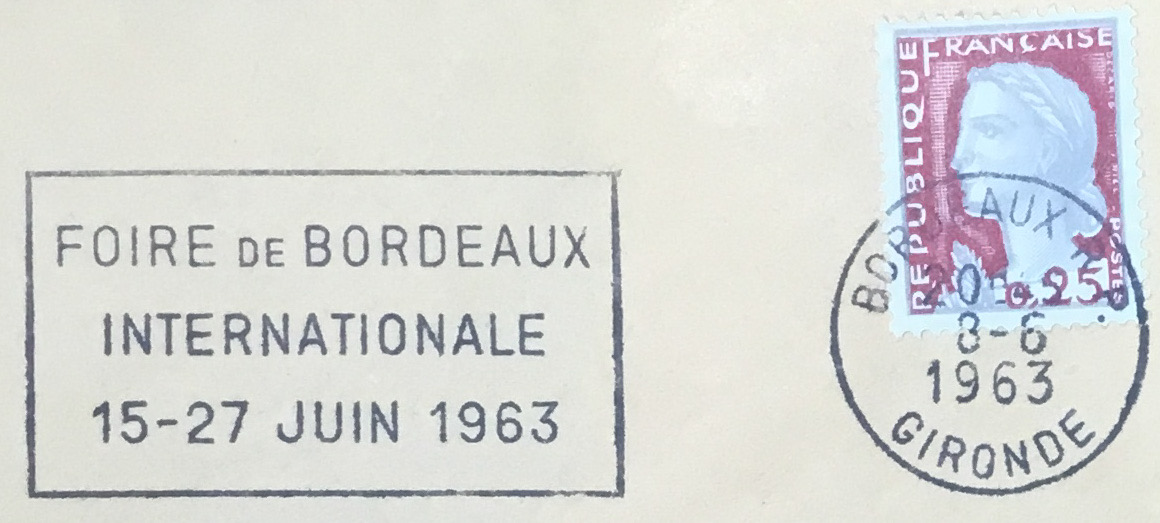 FOIRE DE BORDEAUX
INTERNATIONALE
15-27 JUIN 1963
RÉPUBLIQUE FRANÇAISE
POSTES
0,25
BORDEAUX
8-6
1963
GIRONDE